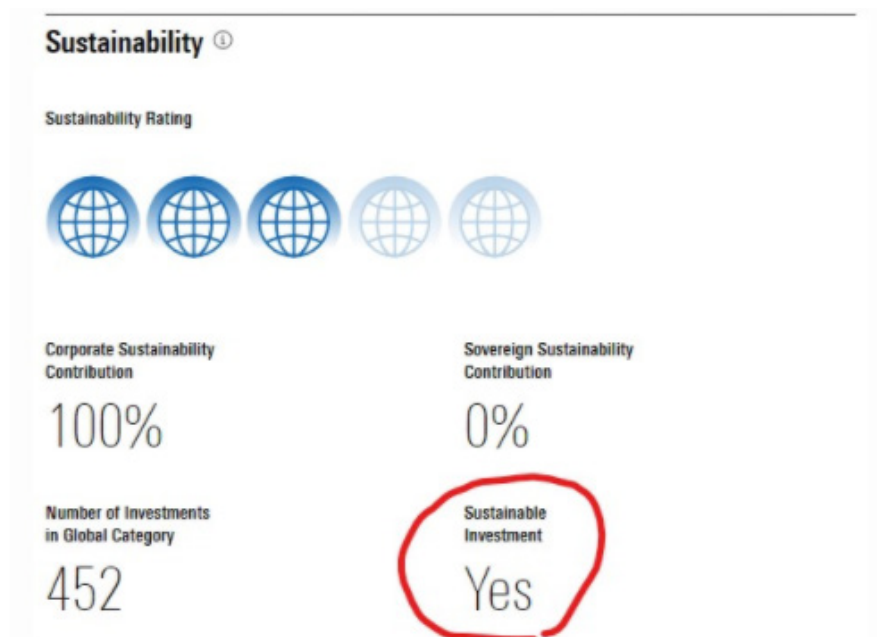 Sustainability
Sustainability Rating
Corporate Sustainability
Contribution
100%
Sovereign Sustainability
Contribution
0%
Number of Investments
in Global Category
452
Sustainable
Investment
Yes